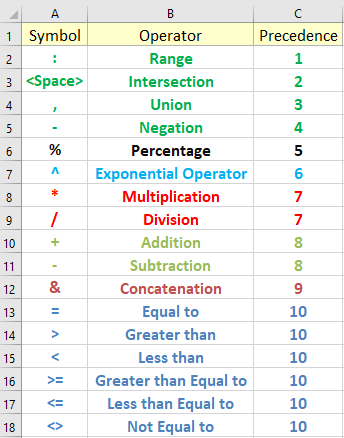 A B C
1 Symbol Operator Precedence
2 : Range 1
3 <Space> Intersection 2
4 , Union 3
5 - Negation 4
6 % Percentage 5
7 ^ Exponential Operator 6
8 * Multiplication 7
9 / Division 7
10 + Addition 8
11 - Subtraction 8
12 & Concatenation 9
13 = Equal to 10
14 > Greater than 10
15 < Less than 10
16 >= Greater than Equal to 10
17 <= Less than Equal to 10
18 <> Not Equal to 10